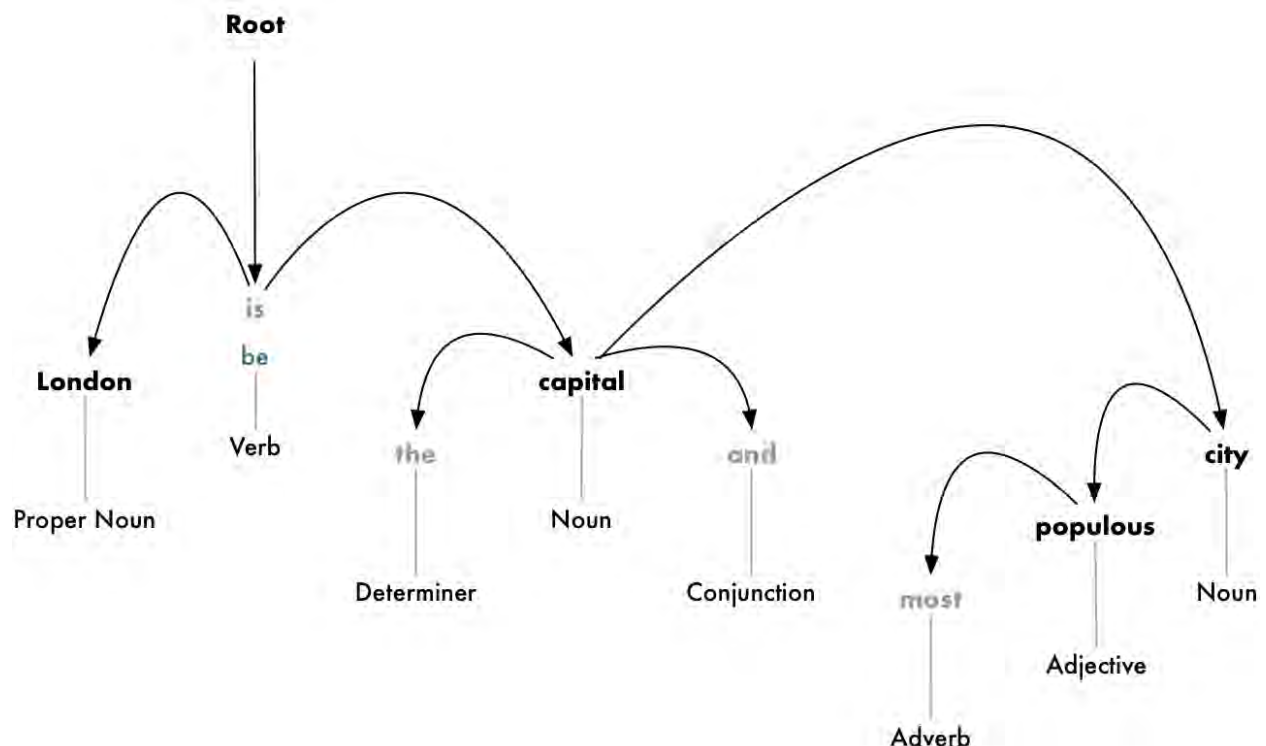 Root
is
be
London
capital
Verb
the
and
city
Proper Noun
Noun
populous
Determiner
Conjunction
most
Noun
Adjective
Adverb